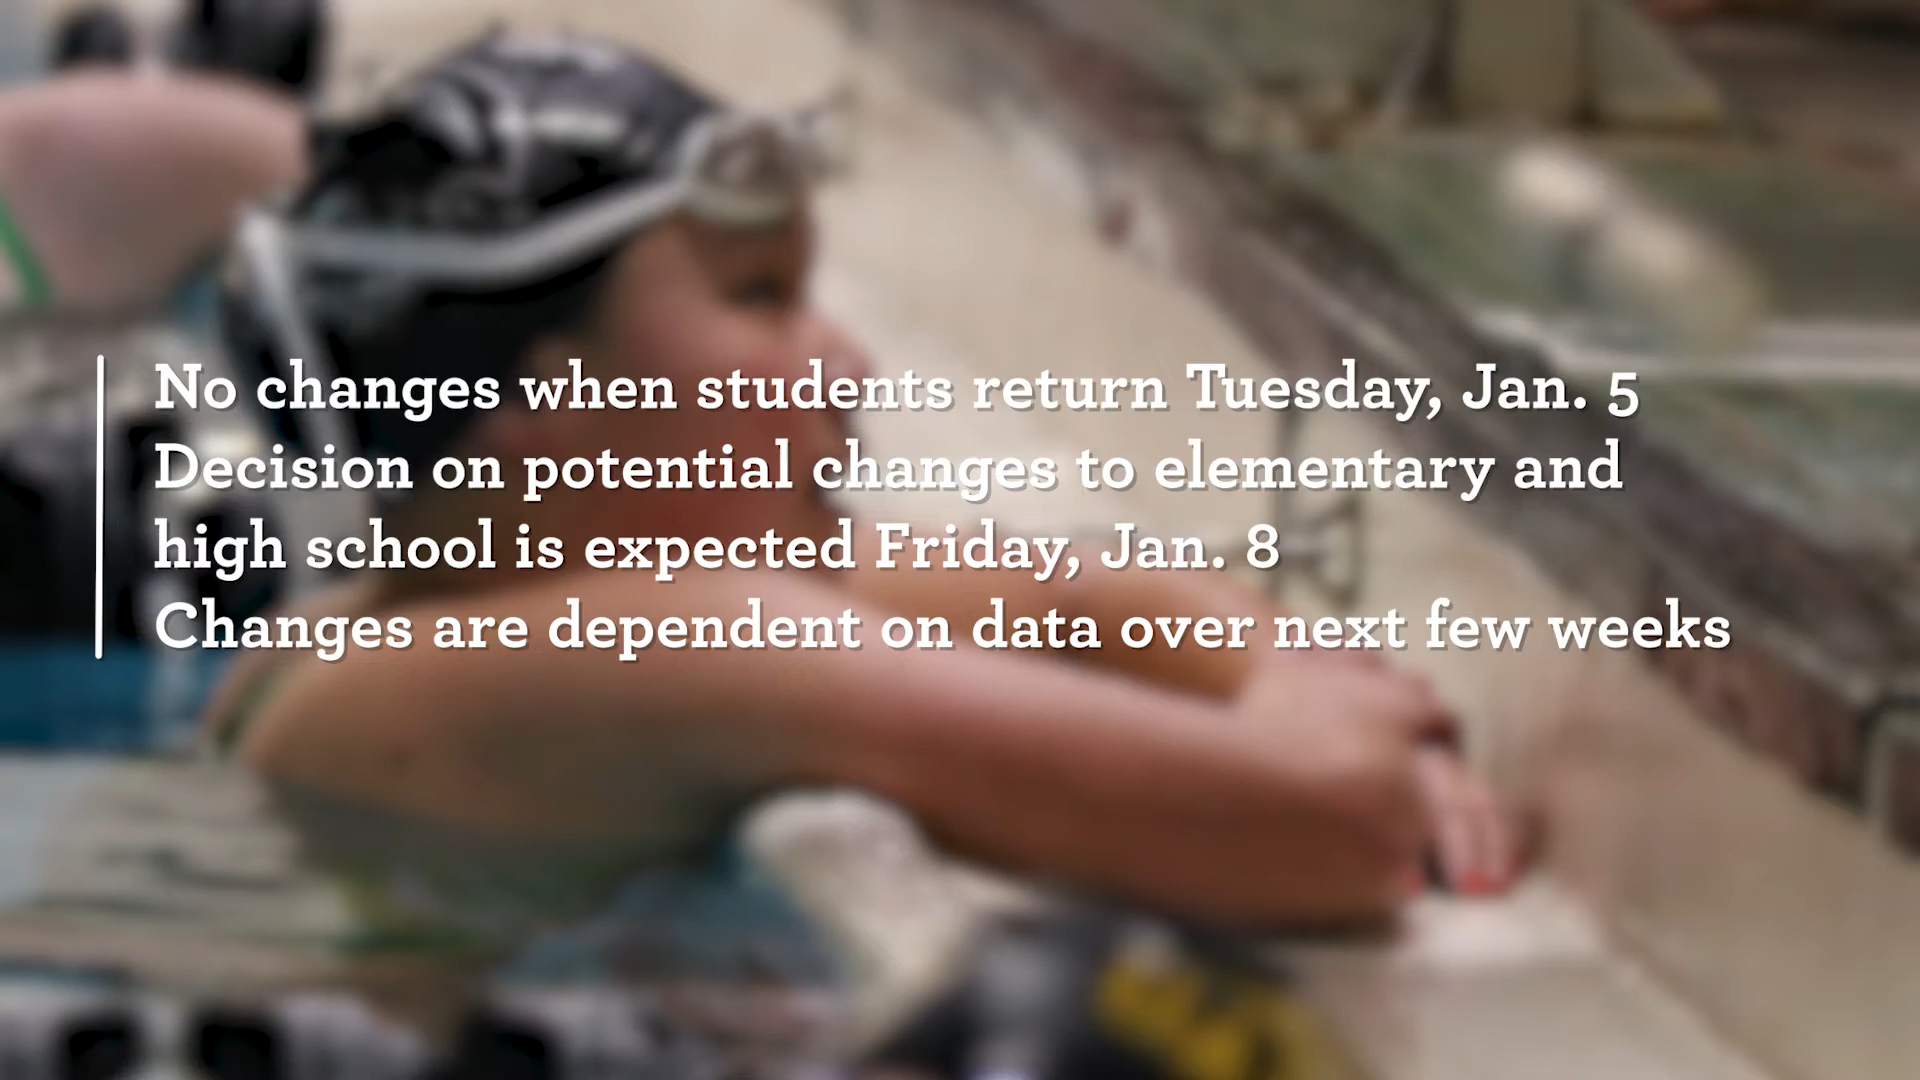 No changes when students return Tuesday, Jan. 5
Decision on potential changes to elementary and
high school is expected Friday, Jan. 8
Changes are dependent on data over next few weeks